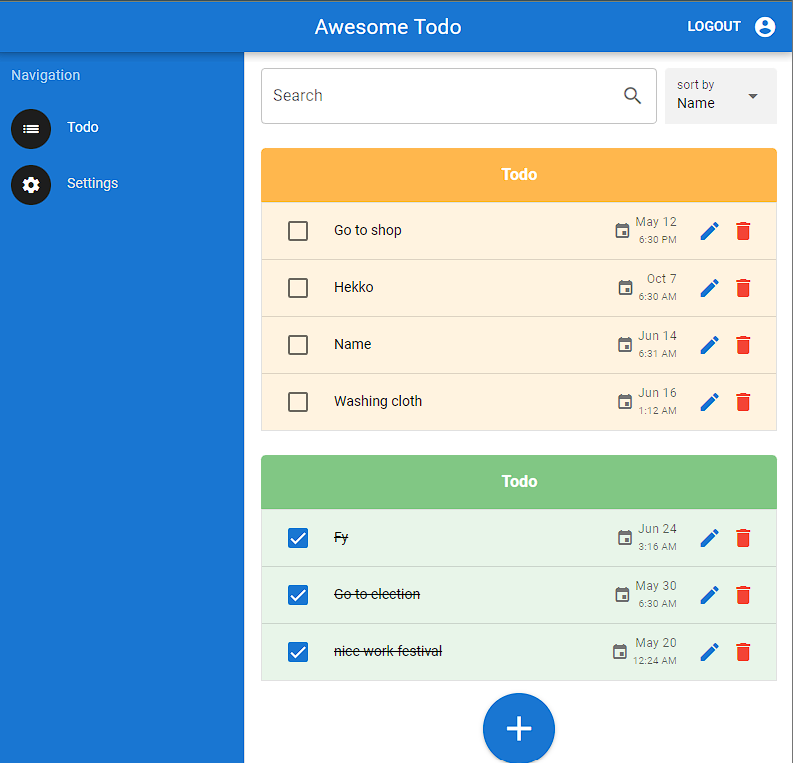 Awesome Todo
LOGOUT
Navigation
Todo
Settings
Search
sort by
Name
Todo
Go to shop
May 12
6:30 PM
Hekko
Oct 7
6:30 AM
Name
Jun 14
6:31 AM
Washing cloth
Jun 16
1:12 AM
Todo
Fy
Jun 24
3:16 AM
Go to election
May 30
6:30 AM
nice work festival
May 20
12:24 AM